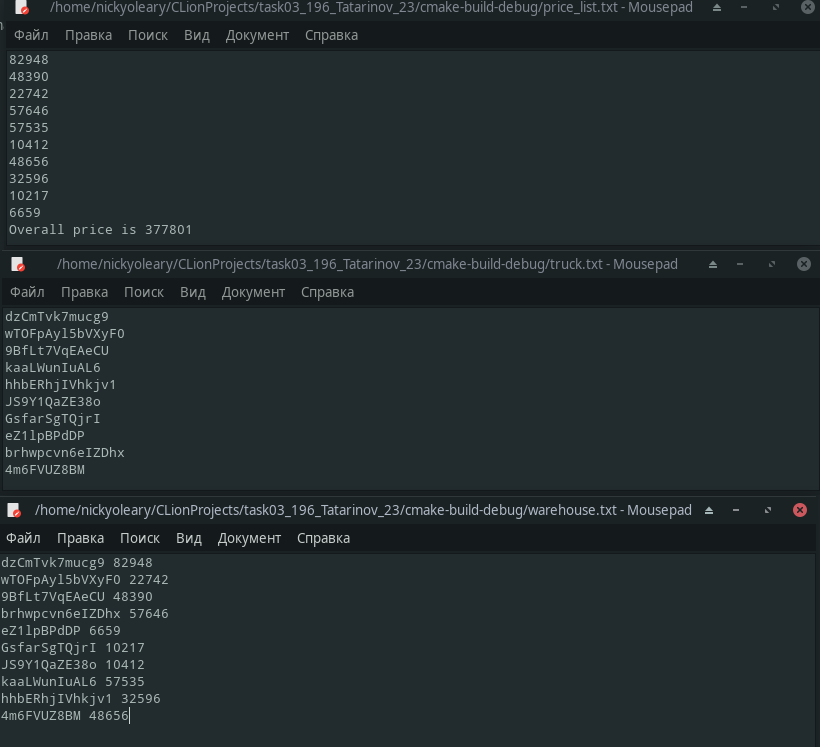 /home/nickyoleary/CLionProjects/task03_196_Tatarinov_23/cmake-build-debug/price_list.txt - Mousepad
Файл Правка Поиск Вид Документ Справка
82948
48390
22742
57646
57535
10412
48656
32596
10217
6659
Overall price is 377801
/home/nickyoleary/CLionProjects/task03_196_Tatarinov_23/cmake-build-debug/truck.txt - Mousepad
Файл Правка Поиск Вид Документ Справка
dzCmTvk7mucg9
wTOFpAyl5bVXyF0
9BfLt7VqEAeCU
kaaLWunIuAL6
hhbERhjIVhkjv1
JS9Y1QaZE38o
GsfarSgTQjrI
eZ1lpBPdDP
brhwpcvn6eIZDhx
4m6FVUZ8BM
/home/nickyoleary/CLionProjects/task03_196_Tatarinov_23/cmake-build-debug/warehouse.txt - Mousepad
Файл Правка Поиск Вид Документ Справка
dzCmTvk7mucg9 82948
wTOFpAyl5bVXyF0 22742
9BfLt7VqEAeCU 48390
brhwpcvn6eIZDhx 57646
eZ1lpBPdDP 6659
GsfarSgTQjrI 10217
JS9Y1QaZE38o 10412
kaaLWunIuAL6 57535
hhbERhjIVhkjv1 32596
4m6FVUZ8BM 48656